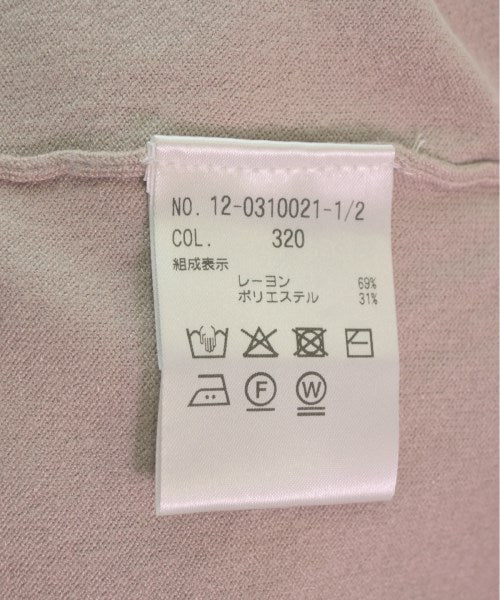 NO. 12-0310021-1/2
COL. 320
組成表示
レーヨン 69%
ポリエステル 31%
F W